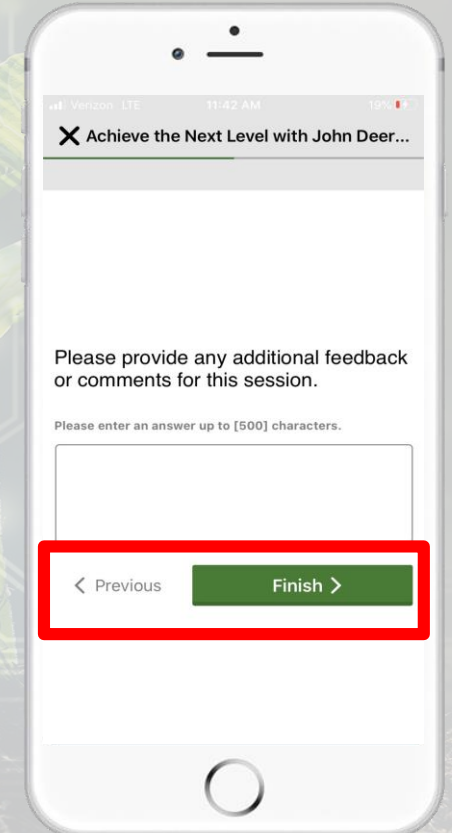 Verizon LTE 11:42 AM 19%
Achieve the Next Level with John Deer...
Please provide any additional feedback
or comments for this session.
Please enter an answer up to [500] characters.
Previous
Finish